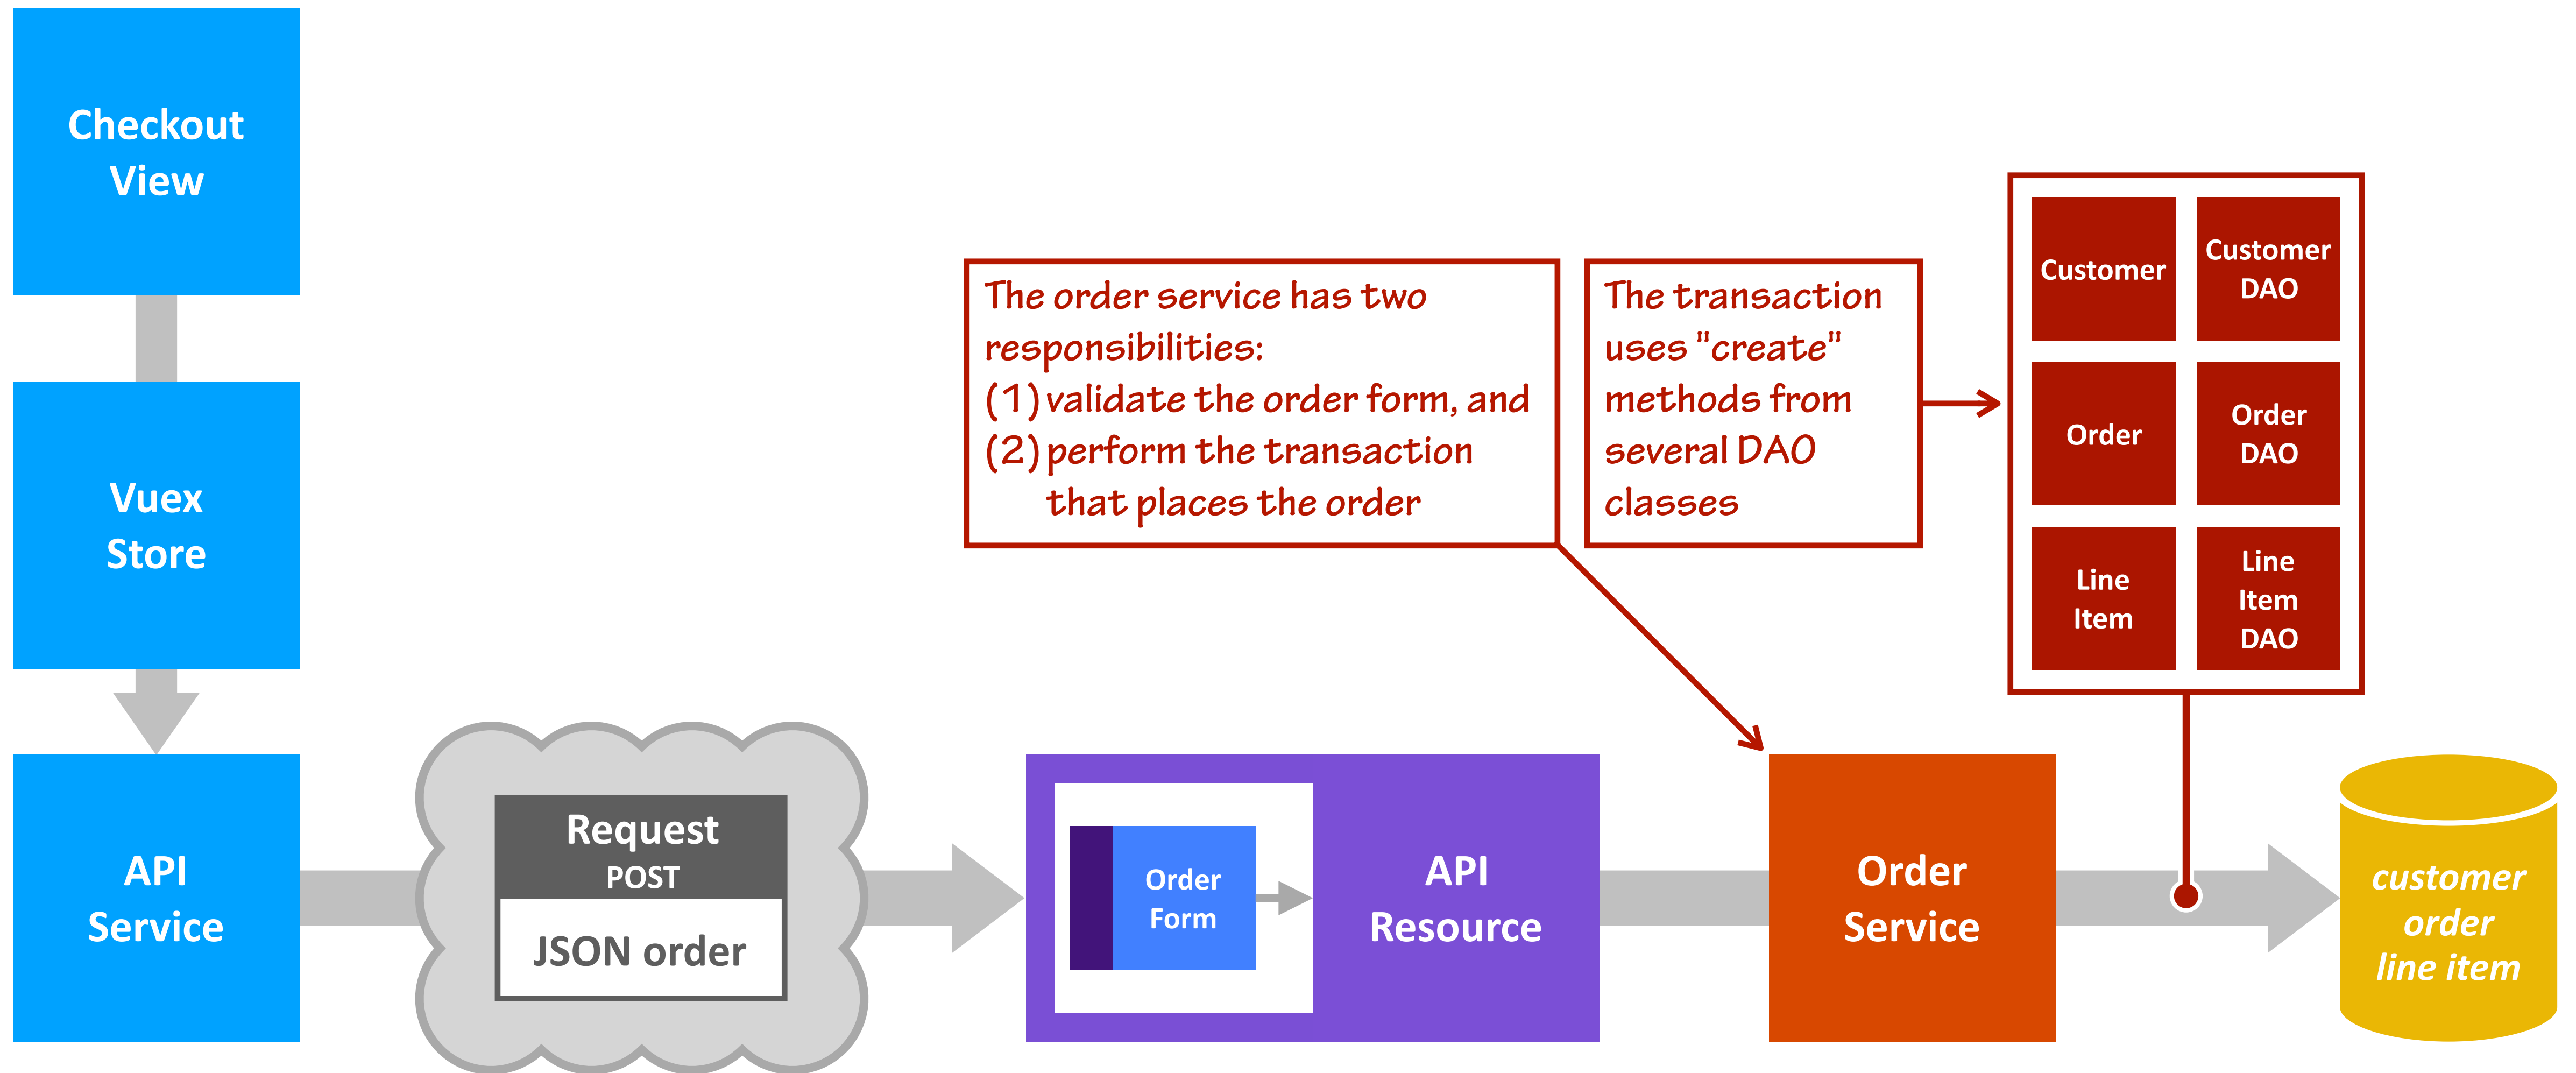 Checkout
View
Vuex
Store
API
Service
Request
POST
JSON order
Order
Form
API
Resource
The order service has two
responsibilities:
(1) validate the order form, and
(2) perform the transaction
that places the order
The transaction
uses "create"
methods from
several DAO
classes
Order
Service
Customer
Customer
DAO
Order
Order
DAO
Line
Item
Line
Item
DAO
customer
order
line item